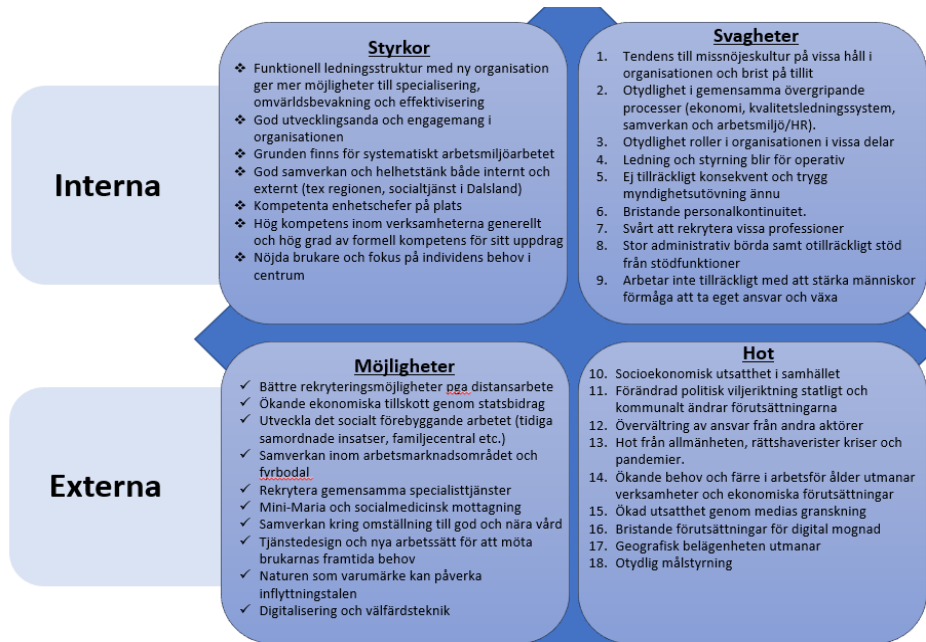 Interna
Styrkor
❖ Funktionell ledningsstruktur med ny organisation
ger mer möjligheter till specialisering,
omvärldsbevakning och effektivisering
❖ God utvecklingsanda och engagemang i
organisationen
❖ Grunden finns för systematiskt arbetsmiljöarbetet
❖ God samverkan och helhetstänk både internt och
externt (tex regionen, socialtjänst i Dalsland)
❖ Kompetenta enhetschefer på plats
❖ Hög kompetens inom verksamheterna generellt
och hög grad av formell kompetens för sitt uppdrag
❖ Nöjda brukare och fokus på individens behov i
centrum
Svagheter
1. Tendens till missnöjeskultur på vissa håll i
organisationen och brist på tillit
2. Otydlighet i gemensamma övergripande
processer (ekonomi, kvalitetsledningssystem,
samverkan och arbetsmiljö/HR).
3. Otydlighet roller i organisationen i vissa delar
4. Ledning och styrning blir för operativ
5. Ej tillräckligt konsekvent och trygg
myndighetsutövning ännu
6. Bristande personalkontinuitet.
7. Svårt att rekrytera vissa professioner
8. Stor administrativ börda samt otillräckligt stöd
från stödfunktioner
9. Arbetar inte tillräckligt med att stärka människor
förmåga att ta eget ansvar och växa
Externa
Möjligheter
✓ Bättre rekryteringsmöjligheter pga distansarbete
✓ Ökande ekonomiska tillskott genom statsbidrag
✓ Utveckla det socialt förebyggande arbetet (tidiga
samordnade insatser, familjecentral etc.)
✓ Samverkan inom arbetsmarknadsområdet och
fyrbodal
✓ Rekrytera gemensamma specialisttjänster
✓ Mini-Maria och socialmedicinsk mottagning
✓ Samverkan kring omställning till god och nära vård
✓ Tjänstedesign och nya arbetssätt för att möta
brukarnas framtida behov
✓ Naturen som varumärke kan påverka
inflyttningstalen
✓ Digitalisering och välfärdsteknik
Hot
10. Socioekonomisk utsatthet i samhället
11. Förändrad politisk viljeriktning statligt och
kommunalt ändrar förutsättningarna
12. Övervältring av ansvar från andra aktörer
13. Hot från allmänheten, rättshaverister kriser och
pandemier.
14. Ökande behov och färre i arbetsför ålder utmanar
verksamheter och ekonomiska förutsättningar
15. Ökad utsatthet genom medias granskning
16. Bristande förutsättningar för digital mognad
17. Geografisk belägenheten utmanar
18. Otydlig målstyrning